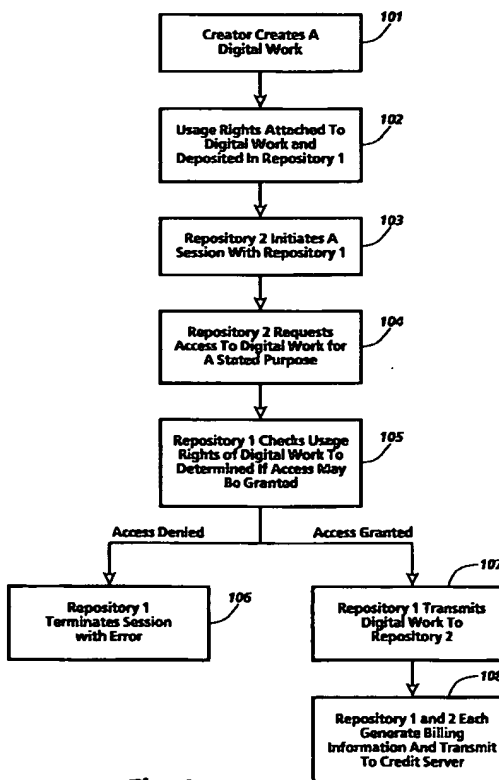 101
Creator Creates A
Digital Work
102
Usage Rights Attached To
Digital Work and
Deposited In Repository 1
103
Repository 2 Initiates A
Session With Repository 1
104
Repository 2 Requests
Access To Digital Work for
A Stated Purpose
105
Repository 1 Checks Usage
Rights of Digital Work To
Determined If Access May
Be Granted
Access Denied
Access Granted
106
Repository 1
Terminates Session
with Error
107
Repository 1 Transmits
Digital Work To
Repository 2
108
Repository 1 and 2 Each
Generate Billing
Information And Transmit
To Credit Server